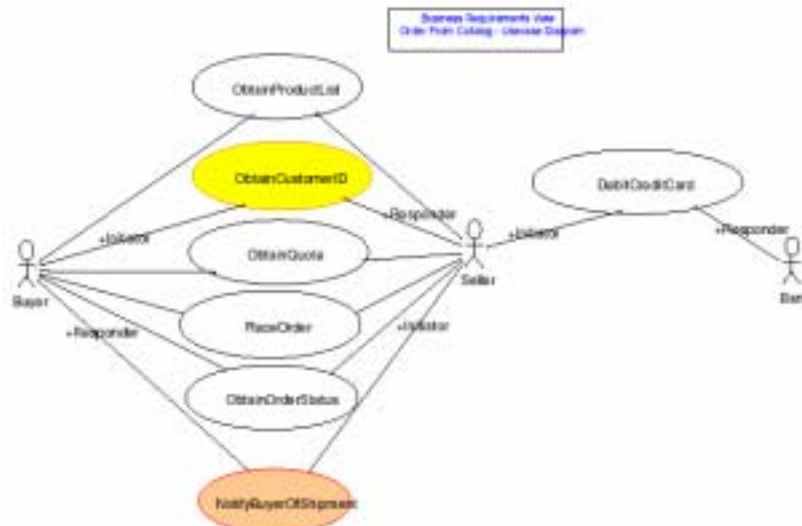 Business Requirements View
Order From Catalog - Usecase Diagram
ObtainProductList
ObtainCustomerID
DebitCreditCard
+Responder
+Initiator
+Initiator
+Responder
ObtainQuote
Buyer
Seller
Ban
PlaceOrder
+Responder
+Initiator
ObtainOrderStatus
NotifyBuyerOfShipment